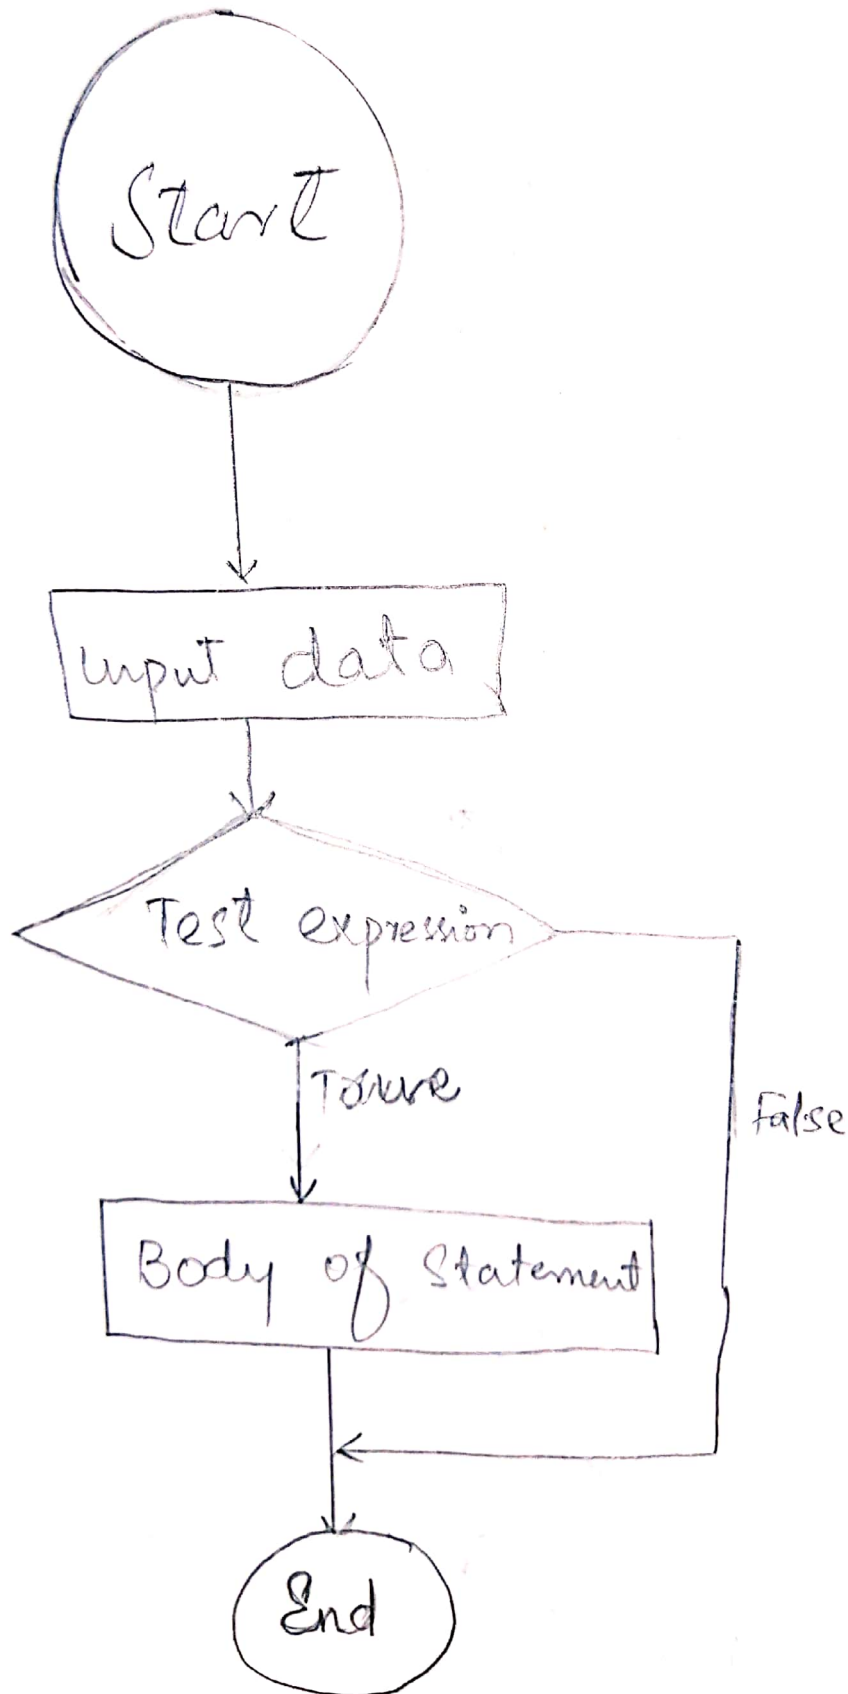 Start
input data
Test expression
True
False
Body of Statement
End